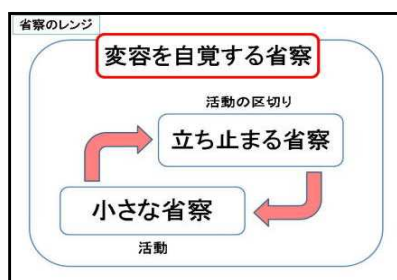 省察のレンジ
変容を自覚する省察
活動の区切り
立ち止まる省察
小さな省察
活動